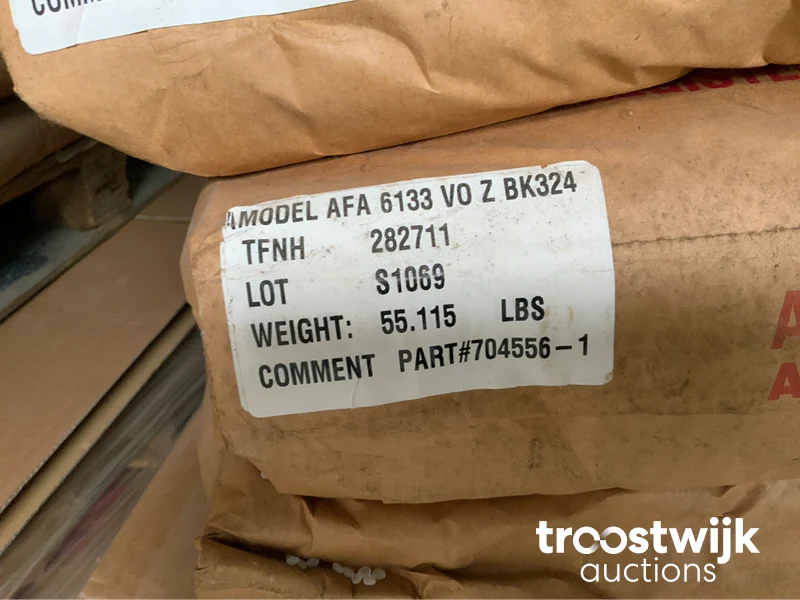 AMODEL AFA 6133 VO Z BK324
TFNH 282711
LOT S1069
WEIGHT: 55.115 LBS
COMMENT PART#704556-1
troostwijk
auctions